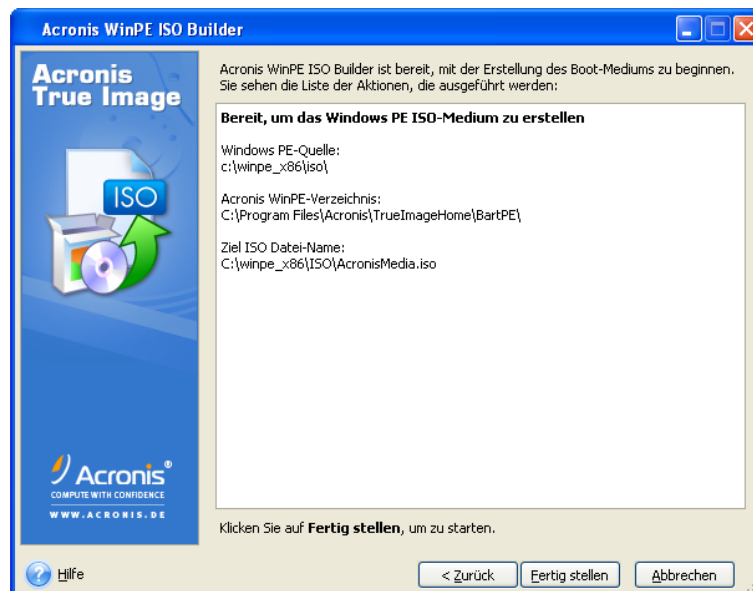 Acronis WinPE ISO Builder
Acronis
True Image
ISO
Acronis®
COMPUTE WITH CONFIDENCE
WWW.ACRONIS.DE
Acronis WinPE ISO Builder ist bereit, mit der Erstellung des Boot-Mediums zu beginnen.
Sie sehen die Liste der Aktionen, die ausgeführt werden:
Bereit, um das Windows PE ISO-Medium zu erstellen
Windows PE-Quelle:
c:\winpe_x86\iso\
Acronis WinPE-Verzeichnis:
C:\Program Files\Acronis\TrueImageHome\BartPE\
Ziel ISO Datei-Name:
C:\winpe_x86\ISO\AcronisMedia.iso
Klicken Sie auf Fertig stellen, um zu starten.
Hilfe
< Zurück
Fertig stellen
Abbrechen